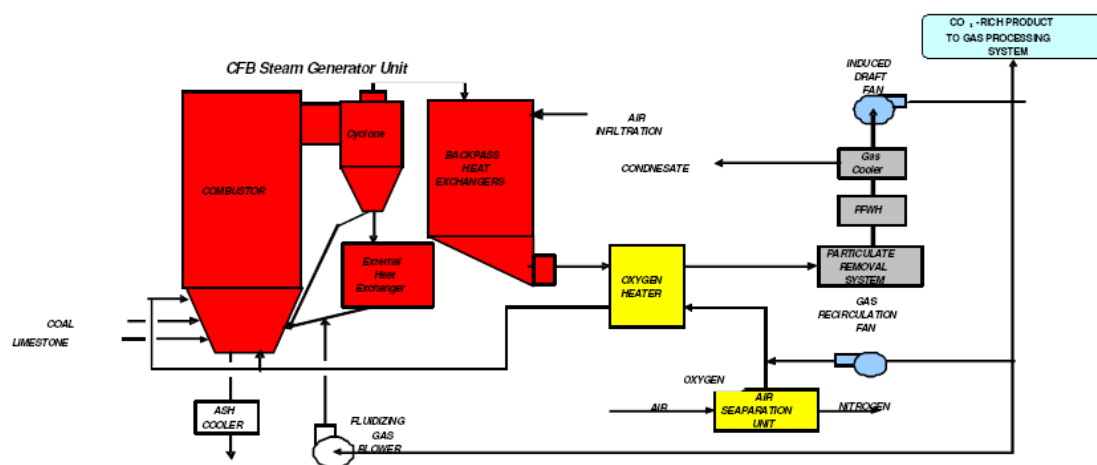 CO₂-RICH PRODUCT
TO GAS PROCESSING
SYSTEM
CFB Steam Generator Unit
INDUCED
DRAFT
FAN
Cyclone
AIR
INFILTRATION
BACKPASS
HEAT
EXCHANGERS
COMBUSTOR
CONDNESATE
Gas
Cooler
PFWH
External
Heat
Exchanger
OXYGEN
HEATER
PARTICULATE
REMOVAL
SYSTEM
GAS
RECIRCULATION
FAN
COAL
LIMESTONE
OXYGEN
AIR
AIR
SEAPARATION
UNIT
NITROGEN
ASH
COOLER
FLUIDIZING
GAS
BLOWER